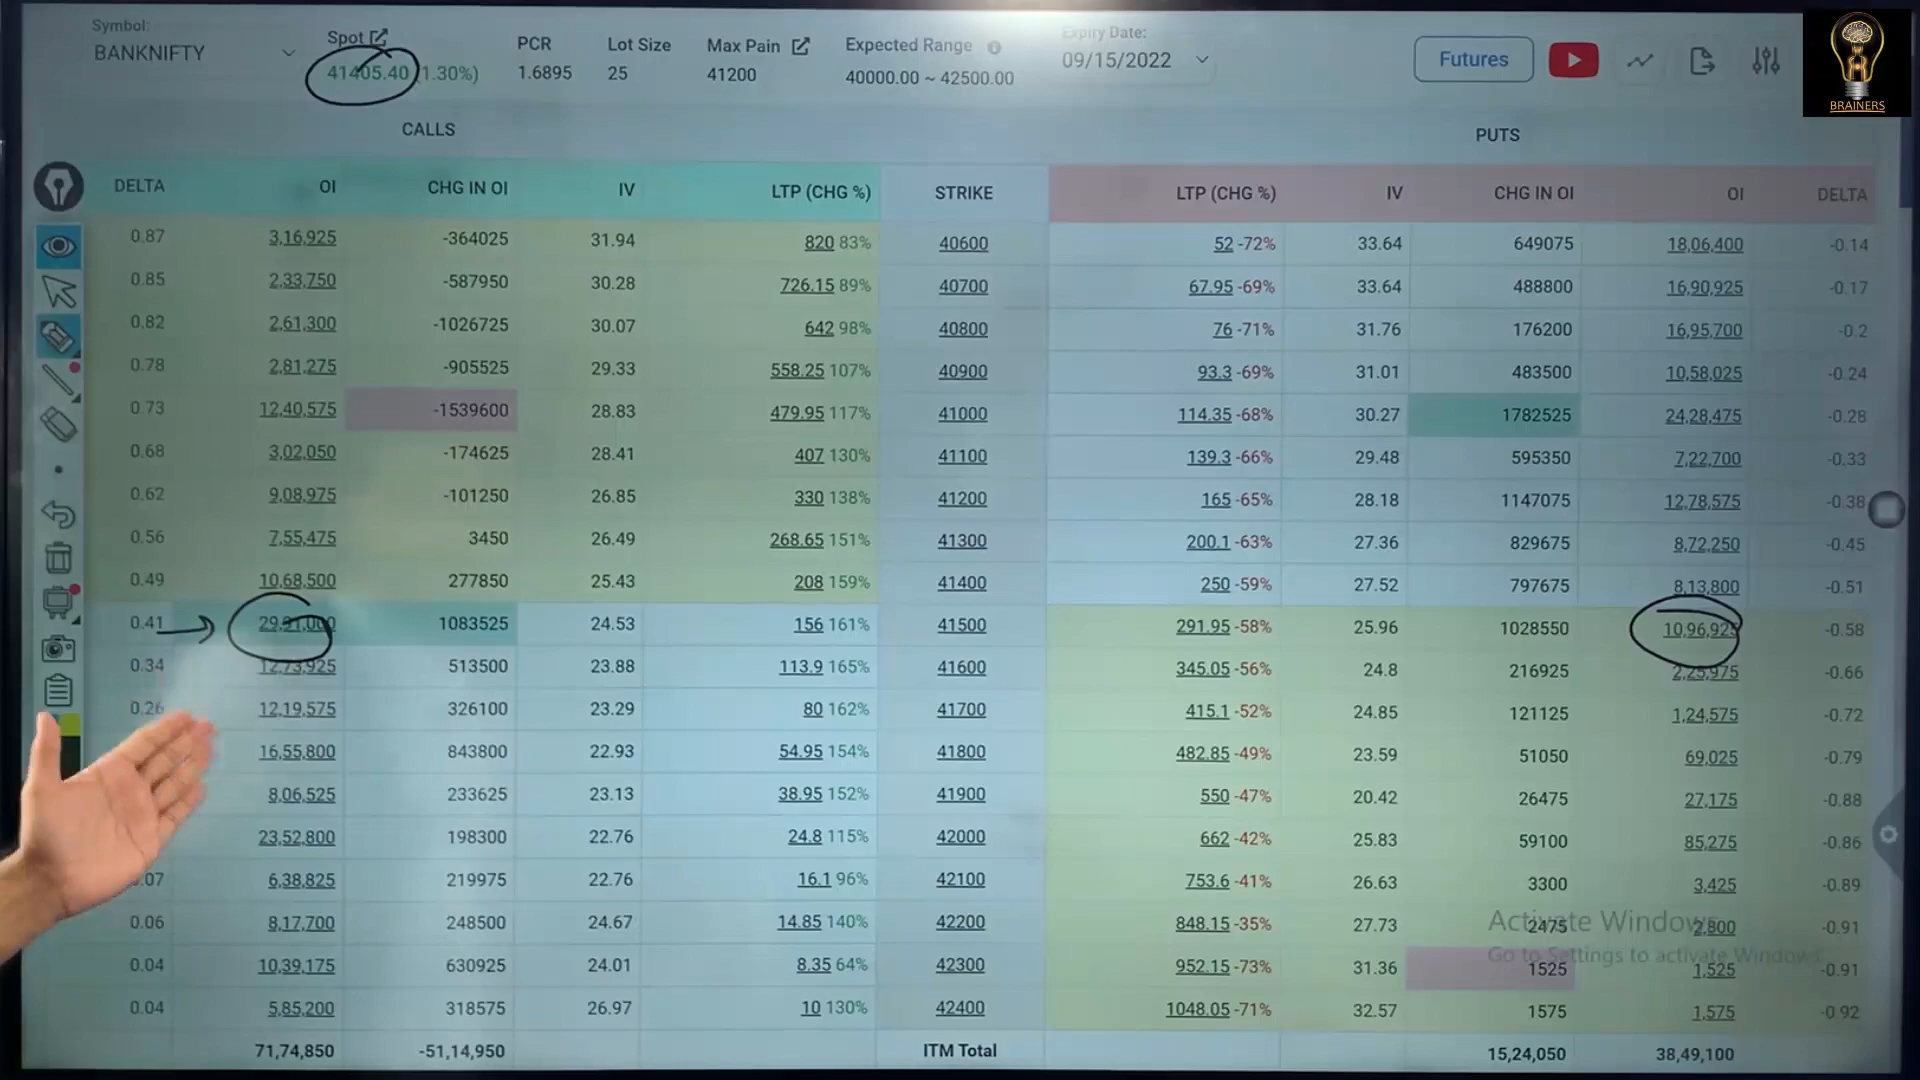 Symbol:
BANKNIFTY
Spot
41405.40 (1.30%)
PCR
1.6895
Lot Size
25
Max Pain
41200
Expected Range
40000.00 ~ 42500.00
Expiry Date:
09/15/2022
Futures
BRAINERS
CALLS
PUTS
DELTA OI CHG IN OI IV LTP (CHG %) STRIKE LTP (CHG %) IV CHG IN OI OI DELTA
0.87 3,16,925 -364025 31.94 820 83% 40600 52 -72% 33.64 649075 18,06,400 -0.14
0.85 2,33,750 -587950 30.28 726.15 89% 40700 67.95 -69% 33.64 488800 16,90,925 -0.17
0.82 2,61,300 -1026725 30.07 642 98% 40800 76 -71% 31.76 176200 16,95,700 -0.2
0.78 2,81,275 -905525 29.33 558.25 107% 40900 93.3 -69% 31.01 483500 10,58,025 -0.24
0.73 12,40,575 -1539600 28.83 479.95 117% 41000 114.35 -68% 30.27 1782525 24,28,475 -0.28
0.68 3,02,050 -174625 28.41 407 130% 41100 139.3 -66% 29.48 595350 7,22,700 -0.33
0.62 9,08,975 -101250 26.85 330 138% 41200 165 -65% 28.18 1147075 12,78,575 -0.38
0.56 7,55,475 3450 26.49 268.65 151% 41300 200.1 -63% 27.36 829675 8,72,250 -0.45
0.49 10,68,500 277850 25.43 208 159% 41400 250 -59% 27.52 797675 8,13,800 -0.51
0.41 1083525 24.53 156 161% 41500 291.95 -58% 25.96 1028550 10,96,925 -0.58
0.34 12,73,925 513500 23.88 113.9 165% 41600 345.05 -56% 24.8 216925 2,25,975 -0.66
0.26 12,19,575 326100 23.29 80 162% 41700 415.1 -52% 24.85 121125 1,24,575 -0.72
16,55,800 843800 22.93 54.95 154% 41800 482.85 -49% 23.59 51050 69,025 -0.79
8,06,525 233625 23.13 38.95 152% 41900 550 -47% 20.42 26475 27,175 -0.88
23,52,800 198300 22.76 24.8 115% 42000 662 -42% 25.83 59100 85,275 -0.86
.07 6,38,825 219975 22.76 16.1 96% 42100 753.6 -41% 26.63 3300 3,425 -0.89
0.06 8,17,700 248500 24.67 14.85 140% 42200 848.15 -35% 27.73 2475 2,800 -0.91
0.04 10,39,175 630925 24.01 8.35 64% 42300 952.15 -73% 31.36 1525 1,525 -0.91
0.04 5,85,200 318575 26.97 10 130% 42400 1048.05 -71% 32.57 1575 1,575 -0 92
71,74,850 -51,14,950 ITM Total 15,24,050 38,49,100
Activate Windows
Go to Settings to activate Windows.